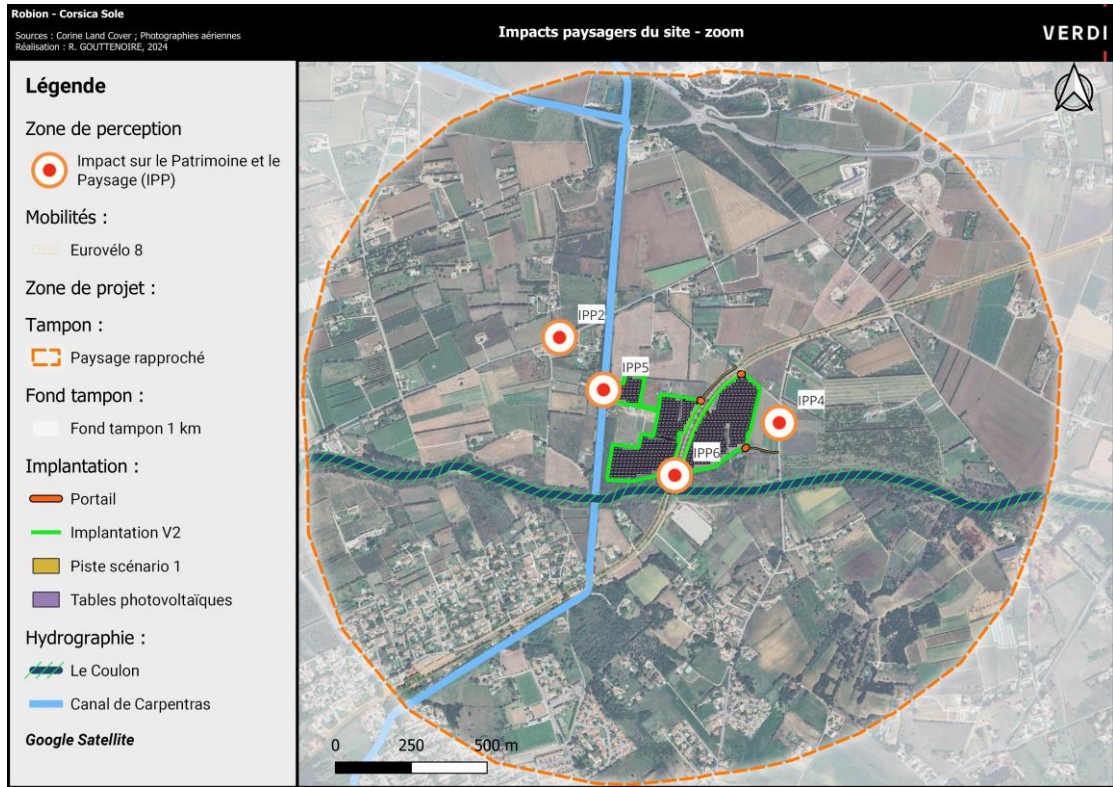 Robion - Corsica Sole
Sources : Corine Land Cover ; Photographies aériennes
Réalisation : R. GOUTTENOIRE, 2024
Impacts paysagers du site - zoom
VERDI
Légende
Zone de perception
Impact sur le Patrimoine et le
Paysage (IPP)
Mobilités :
Eurovélo 8
Zone de projet :
Tampon :
Paysage rapproché
Fond tampon :
Fond tampon 1 km
Implantation :
Portail
Implantation V2
Piste scénario 1
Tables photovoltaïques
Hydrographie :
Le Coulon
Canal de Carpentras
Google Satellite
IPP2
IPP5
IPP4
IPP6
0 250 500 m